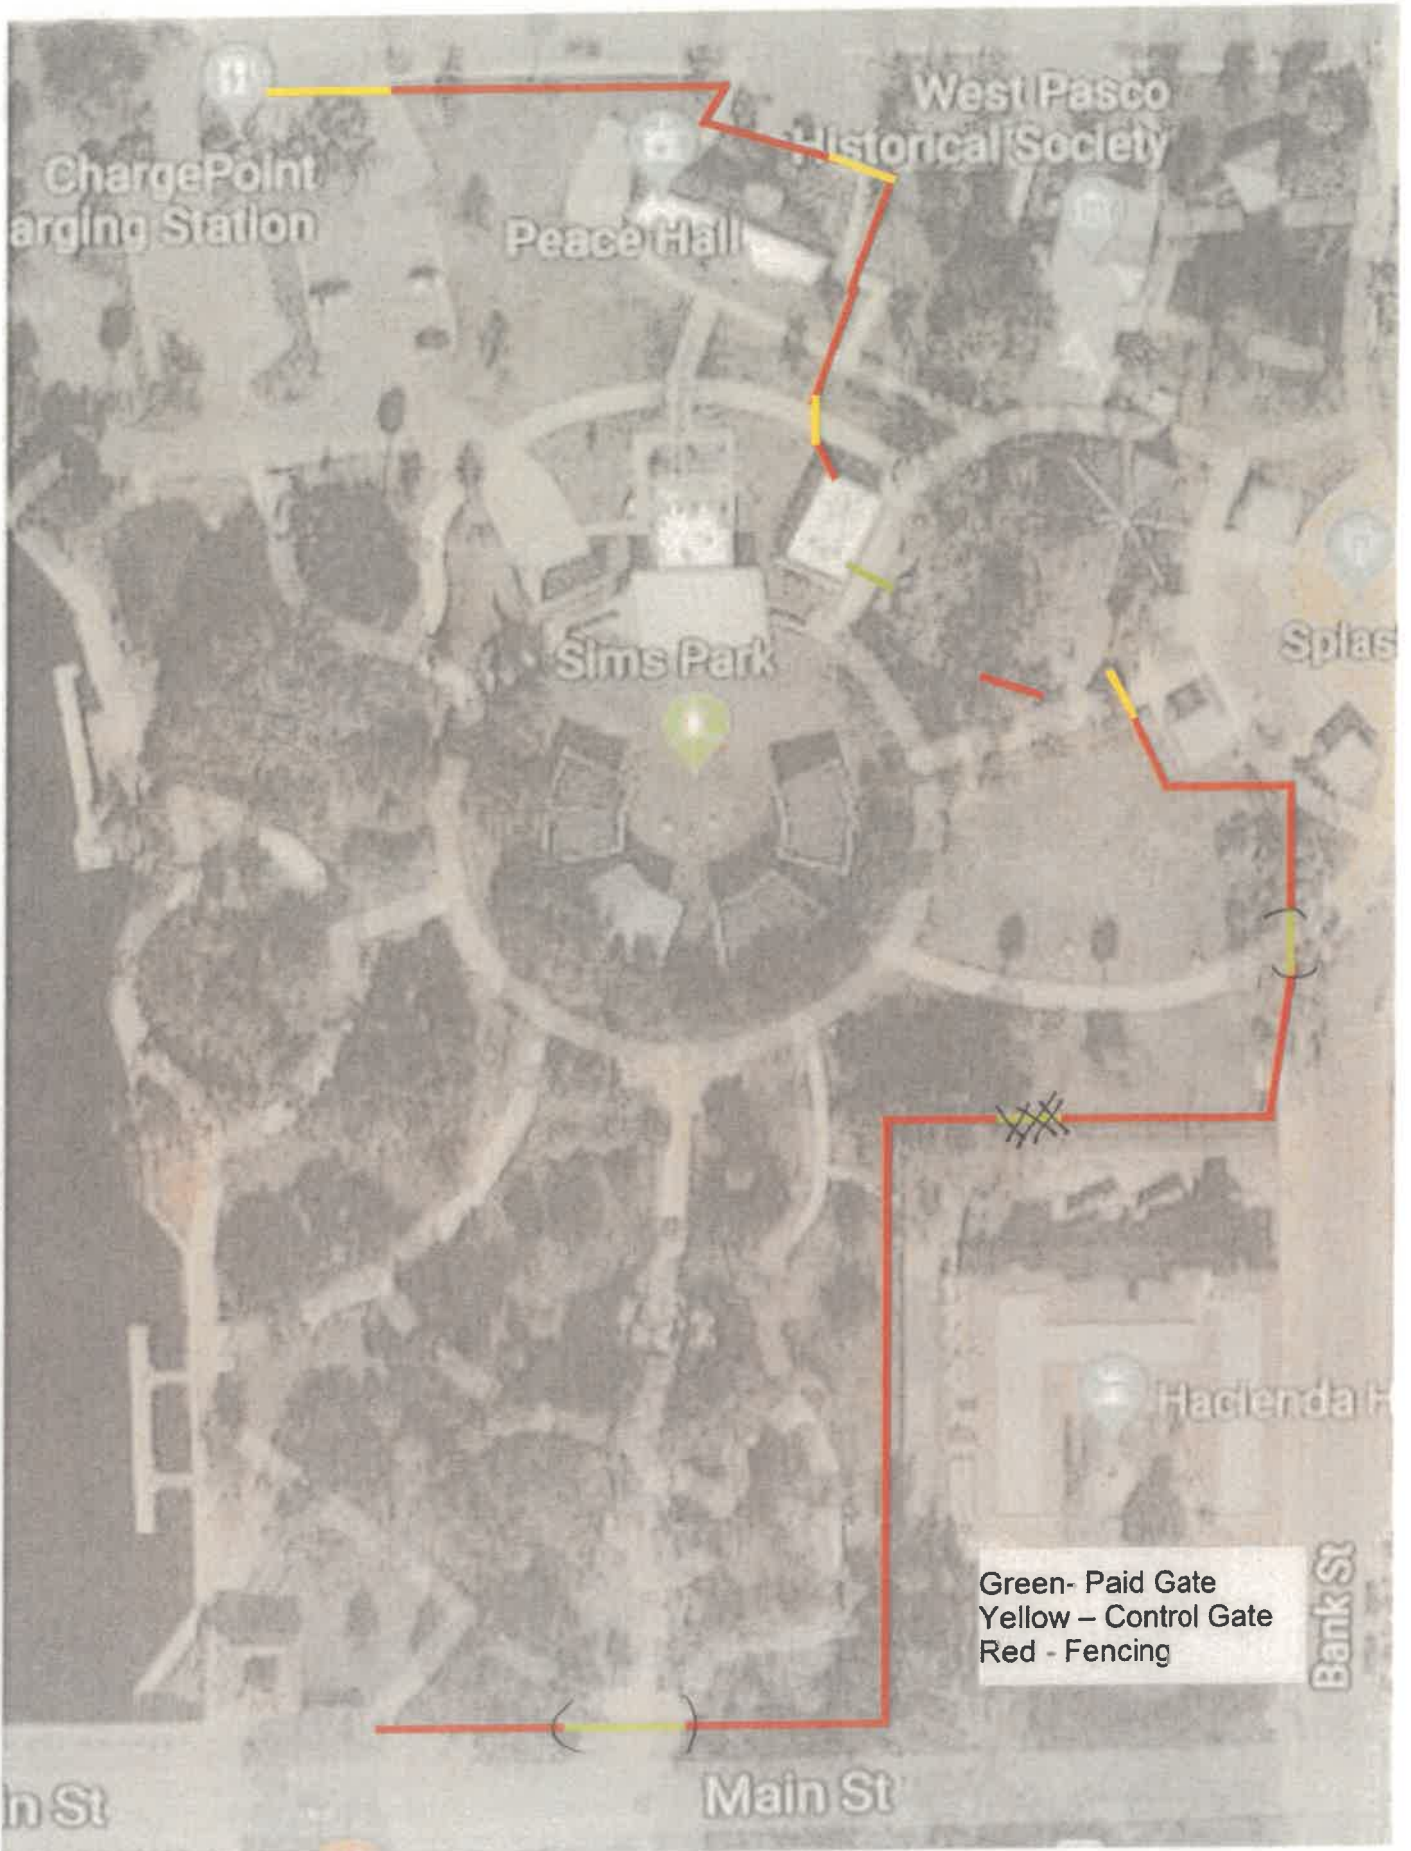 West Pasco
Historical Society
ChargePoint
arging Station
Peace Hall
Sims Park
Splas
Hacienda H
Green- Paid Gate
Yellow – Control Gate
Red - Fencing
Bank St
Main St
in St